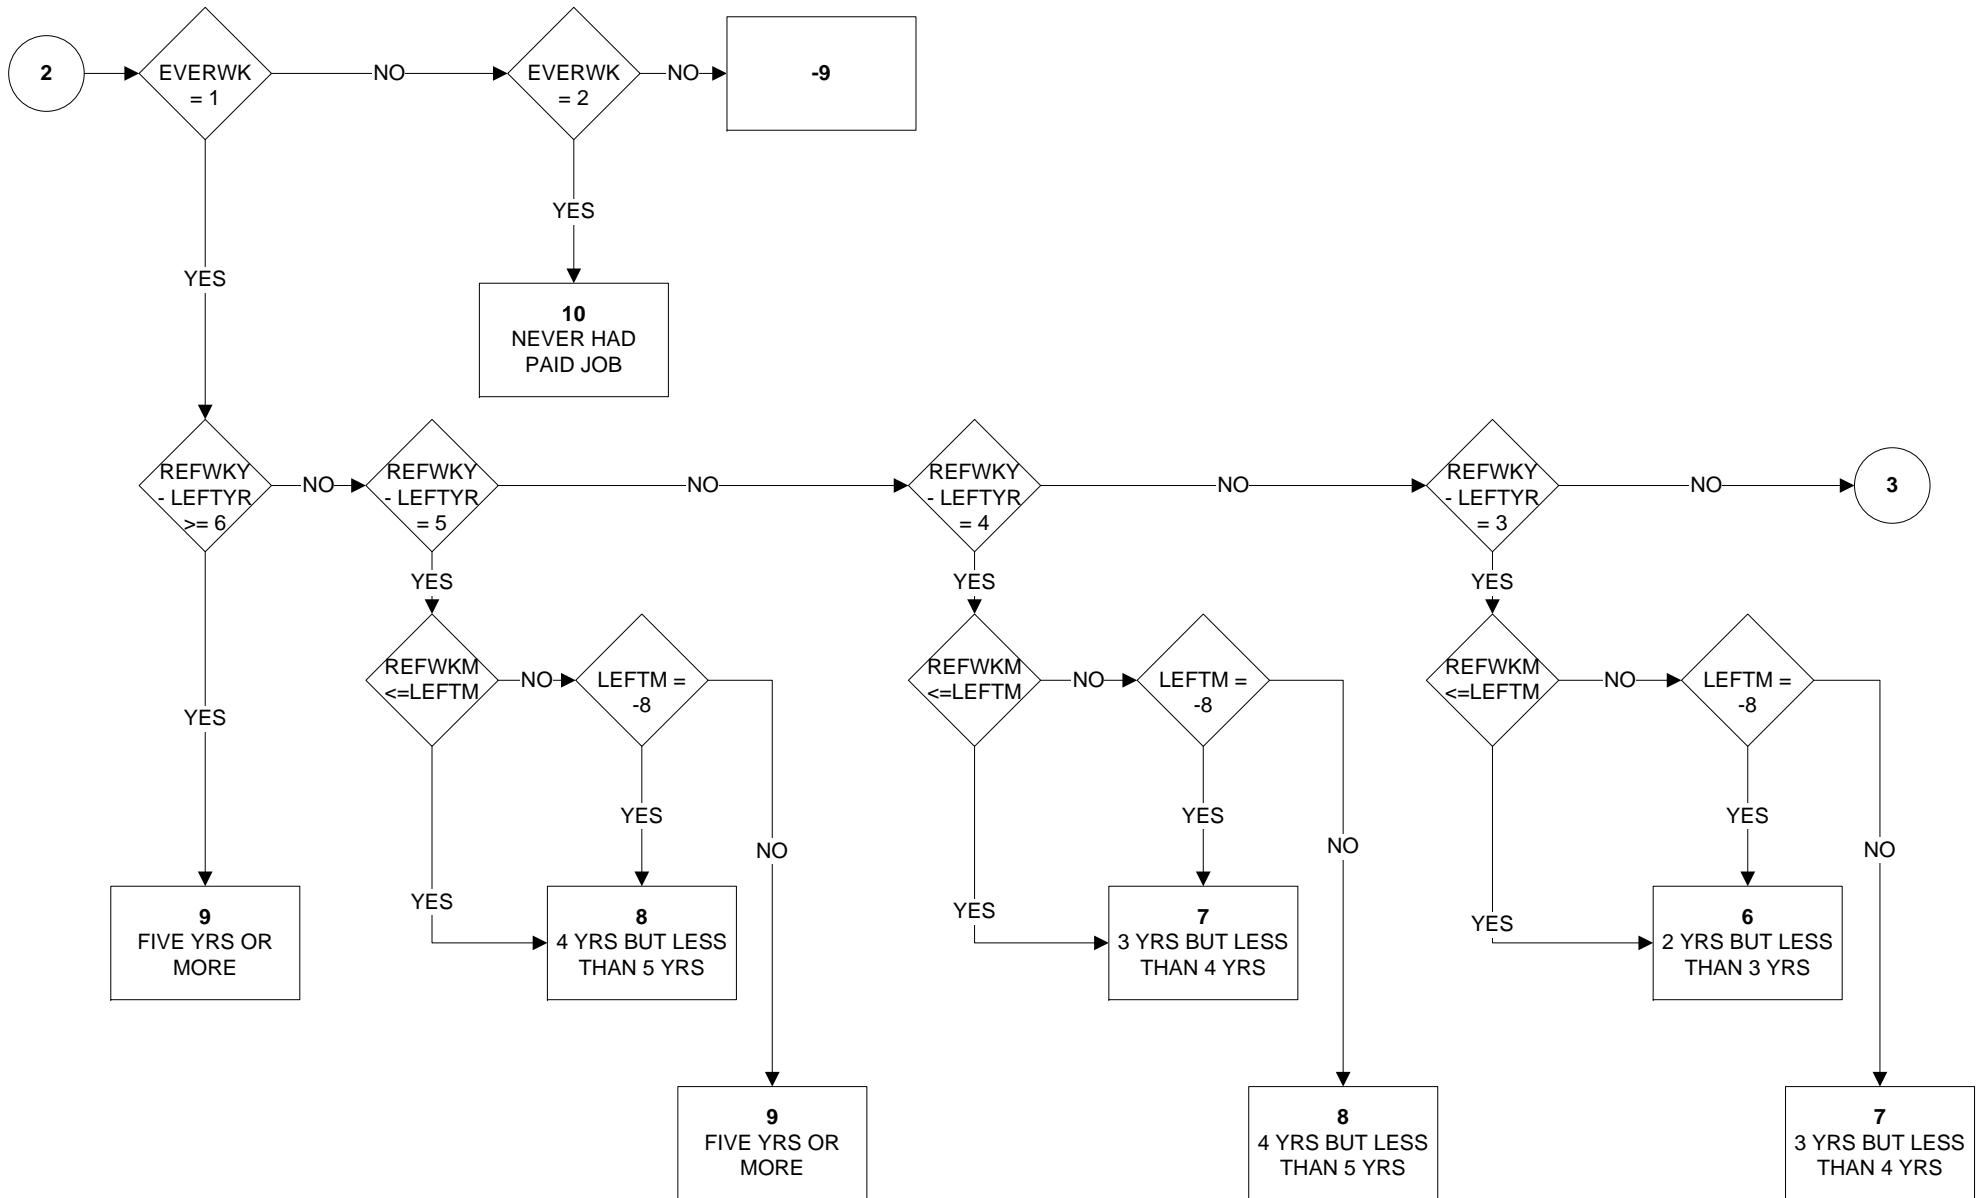 2
EVERWK
= 1
NO
EVERWK
= 2
NO
-9
YES
YES
10
NEVER HAD
PAID JOB
REFWKY
- LEFTYR
>= 6
NO
REFWKY
- LEFTYR
= 5
NO
REFWKY
- LEFTYR
= 4
NO
REFWKY
- LEFTYR
= 3
NO
3
YES
YES
YES
YES
REFWKM
<=LEFTM
NO
LEFTM =
-8
REFWKM
<=LEFTM
NO
LEFTM =
-8
REFWKM
<=LEFTM
NO
LEFTM =
-8
YES
YES
YES
NO
NO
NO
YES
YES
YES
9
FIVE YRS OR
MORE
8
4 YRS BUT LESS
THAN 5 YRS
7
3 YRS BUT LESS
THAN 4 YRS
6
2 YRS BUT LESS
THAN 3 YRS
9
FIVE YRS OR
MORE
8
4 YRS BUT LESS
THAN 5 YRS
7
3 YRS BUT LESS
THAN 4 YRS